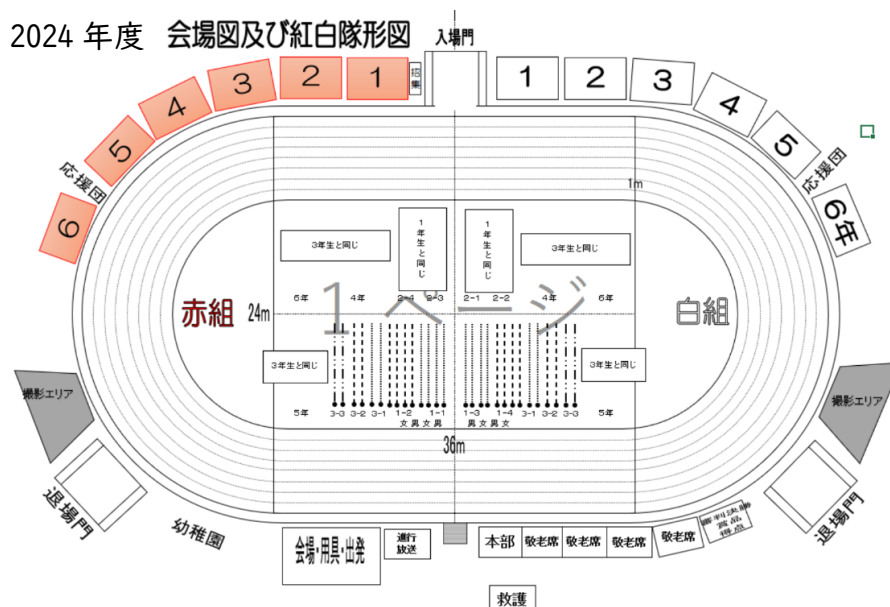 2024 年度 会場図及び紅白隊形図
入場門
招集
1
2
3
4
5
6
応援団
1
2
3
4
5
6年
応援団
1m
3年生と同じ
1年生と同じ
1年生と同じ
3年生と同じ
6年 4年 2-4 2-3 2-1 2-2 4年 6年
1 ページ
赤組
24m
白組
3年生と同じ
3年生と同じ
5年 3-3 3-2 3-1 1-2 1-1 1-3 1-4 3-1 3-2 3-3 5年
女 男 女 男 男 女 男 女
36m
撮影エリア
撮影エリア
退場門
退場門
幼稚園
会場・用具・出発
進行
放送
本部
敬老席
敬老席
敬老席
敬老席
審判決勝
賞品
得点
救護